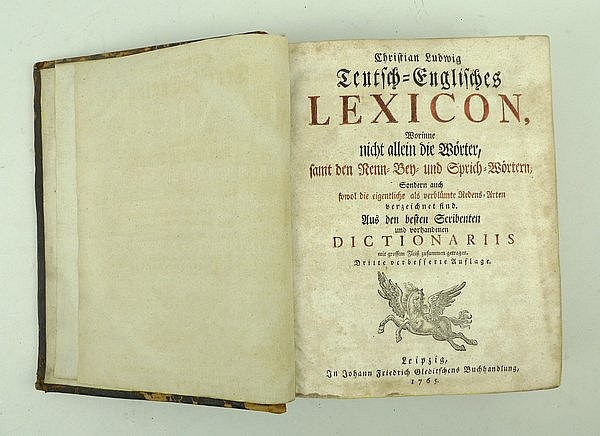 Christian Ludwig
Teutsch-Englisches
LEXICON,
Worinne
nicht allein die Wörter,
samt den Nenn-Bey- und Sprich-Wörtern,
Sondern auch
sowol die eigentliche als verblümte Redens-Arten
verzeichnet sind.
Aus den besten Scribenten
und vorhandenen
DICTIONARIIS
mit grossem Fleiß zusammen getragen.
Dritte verbesserte Auflage.
Leipzig,
In Johann Friedrich Gleditschens Buchhandlung,
1765.